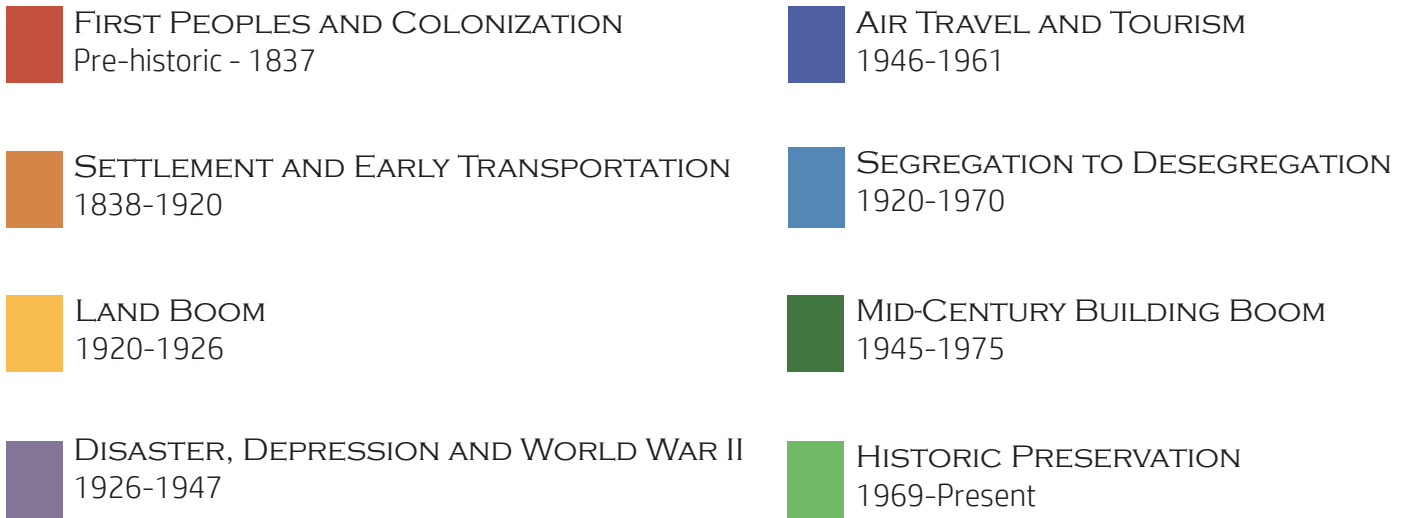 First Peoples and Colonization
Pre-historic - 1837
Settlement and Early Transportation
1838-1920
Land Boom
1920-1926
Disaster, Depression and World War II
1926-1947
Air Travel and Tourism
1946-1961
Segregation to Desegregation
1920-1970
Mid-Century Building Boom
1945-1975
Historic Preservation
1969-Present